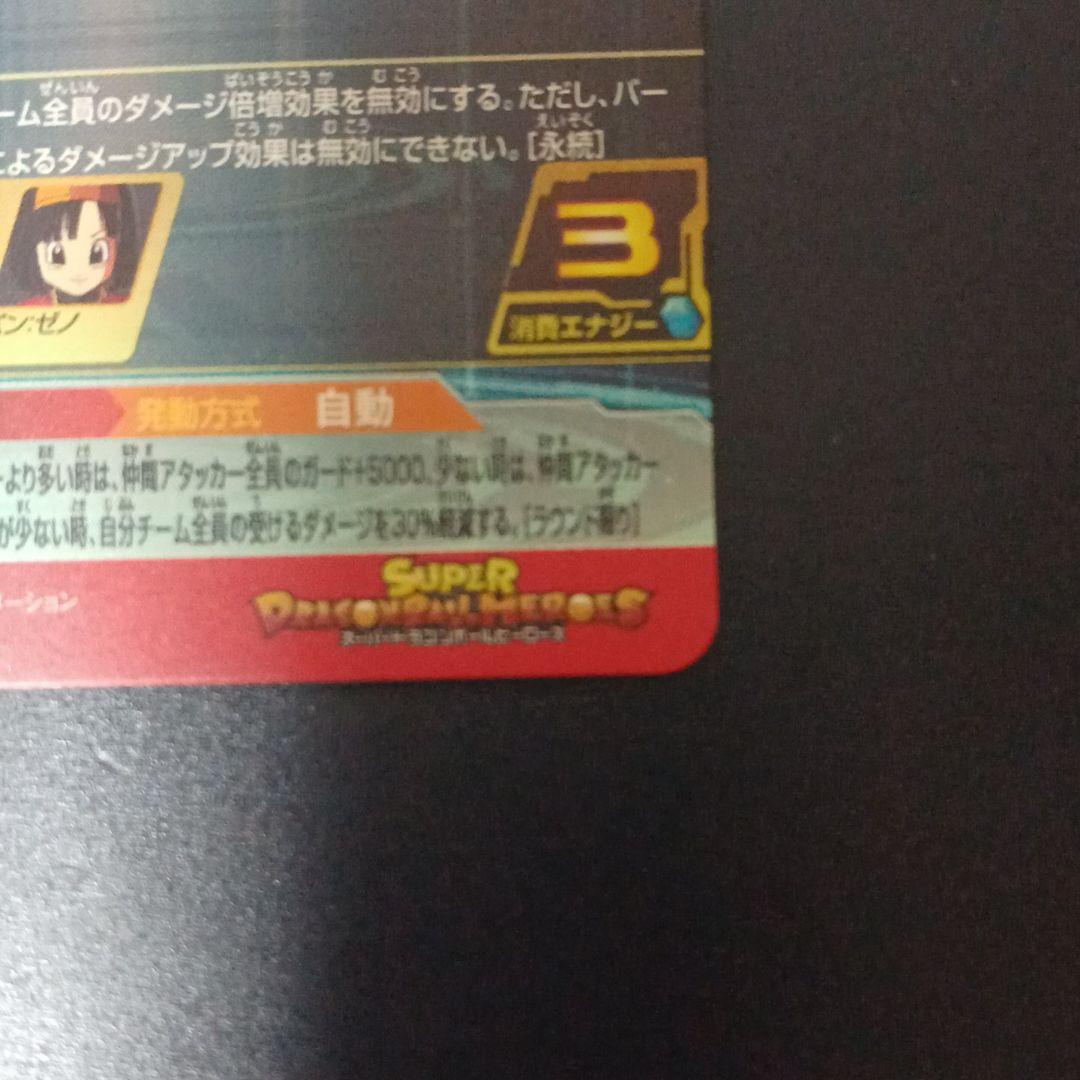 ーム全員のダメージ倍増効果を無効にする。ただし、バー
によるダメージアップ効果は無効にできない。[永続]
3
パン:ゼノ
消費エナジー
発動方式 自動
より多い時は、仲間アタッカー全員のガード+5000、少ない時は、仲間アタッカー
が少ない時、自分チーム全員の受けるダメージを30%軽減する。[ラウンド限り]
SUPER
DRAGONBALL HEROES
スーパードラゴンボールヒーローズ
メーション